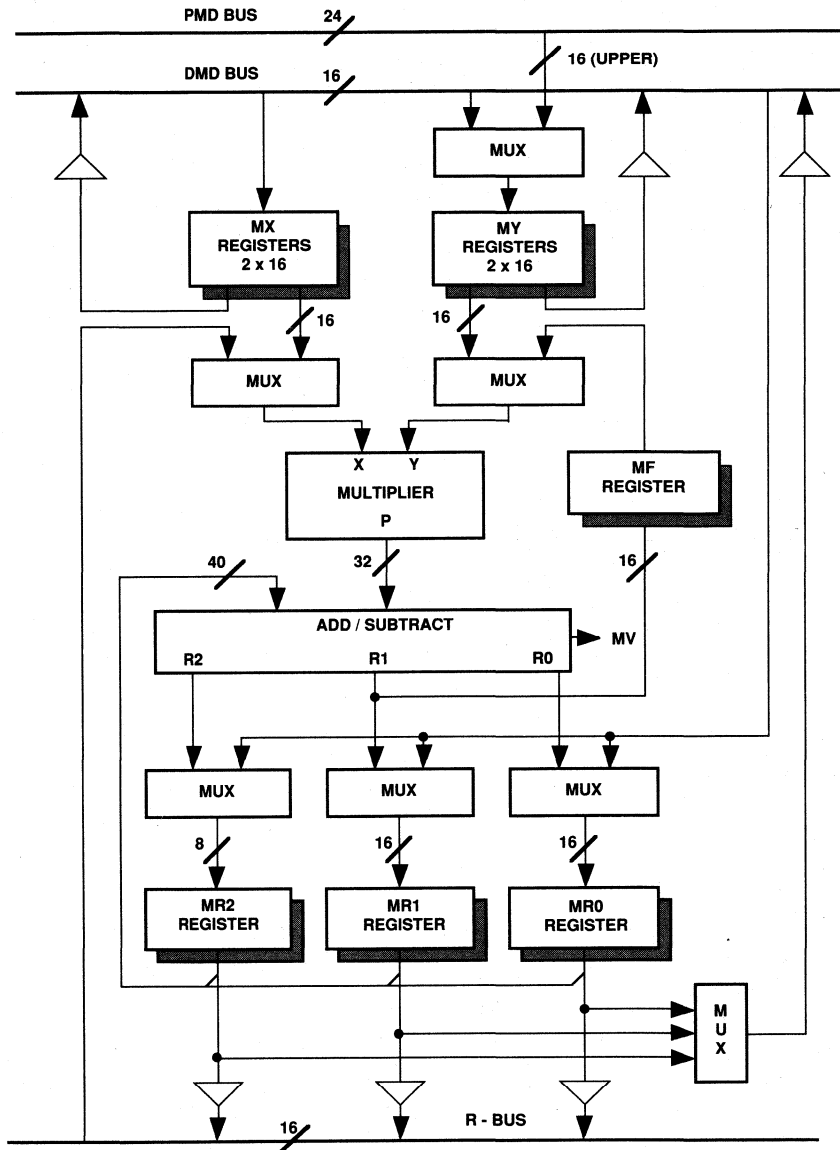 PMD BUS
24
16 (UPPER)
DMD BUS
16
MUX
MX
REGISTERS
2 x 16
MY
REGISTERS
2 x 16
16
16
MUX
MUX
X
Y
MULTIPLIER
P
MF
REGISTER
40
32
16
ADD / SUBTRACT
MV
R2
R1
R0
MUX
MUX
MUX
8
16
16
MR2
REGISTER
MR1
REGISTER
MR0
REGISTER
M
U
X
R - BUS
16